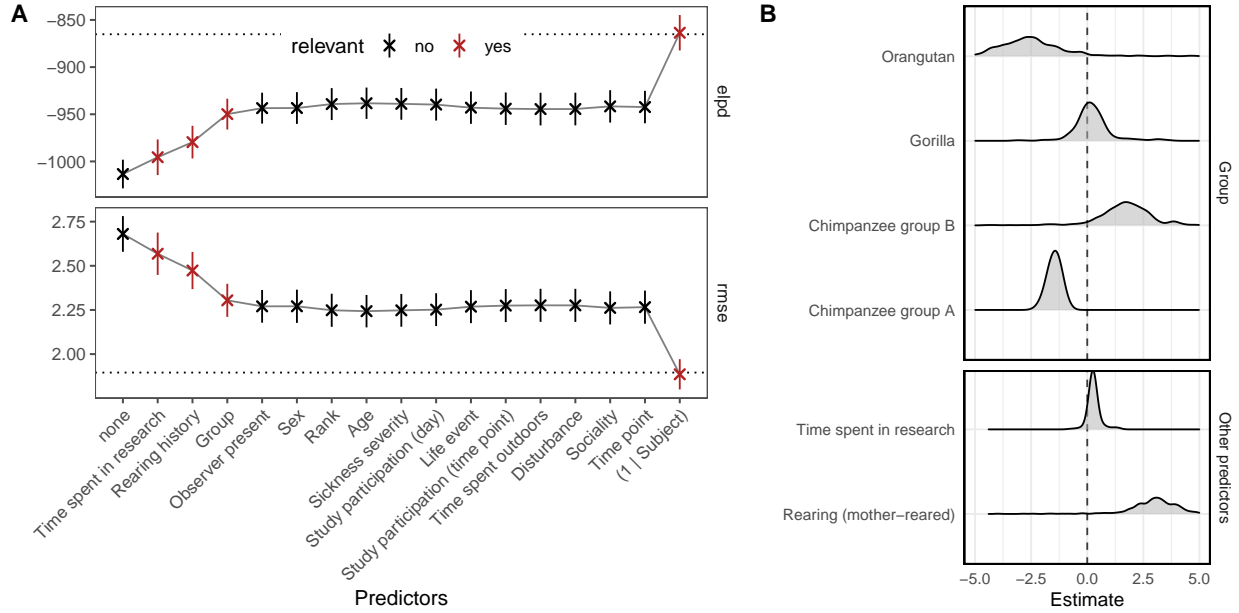 A
−850
−900
−950
−1000
relevant no yes
elpd
2.75
2.50
2.25
2.00
rmse
none
Time spent in research
Rearing history
Group
Observer present
Sex
Rank
Age
Sickness severity
Study participation (day)
Life event
Study participation (time point)
Time spent outdoors
Disturbance
Sociality
Time point
(1 | Subject)
Predictors
B
Orangutan
Gorilla
Chimpanzee group B
Chimpanzee group A
Group
Time spent in research
Rearing (mother−reared)
Other predictors
−5.0 −2.5 0.0 2.5 5.0
Estimate